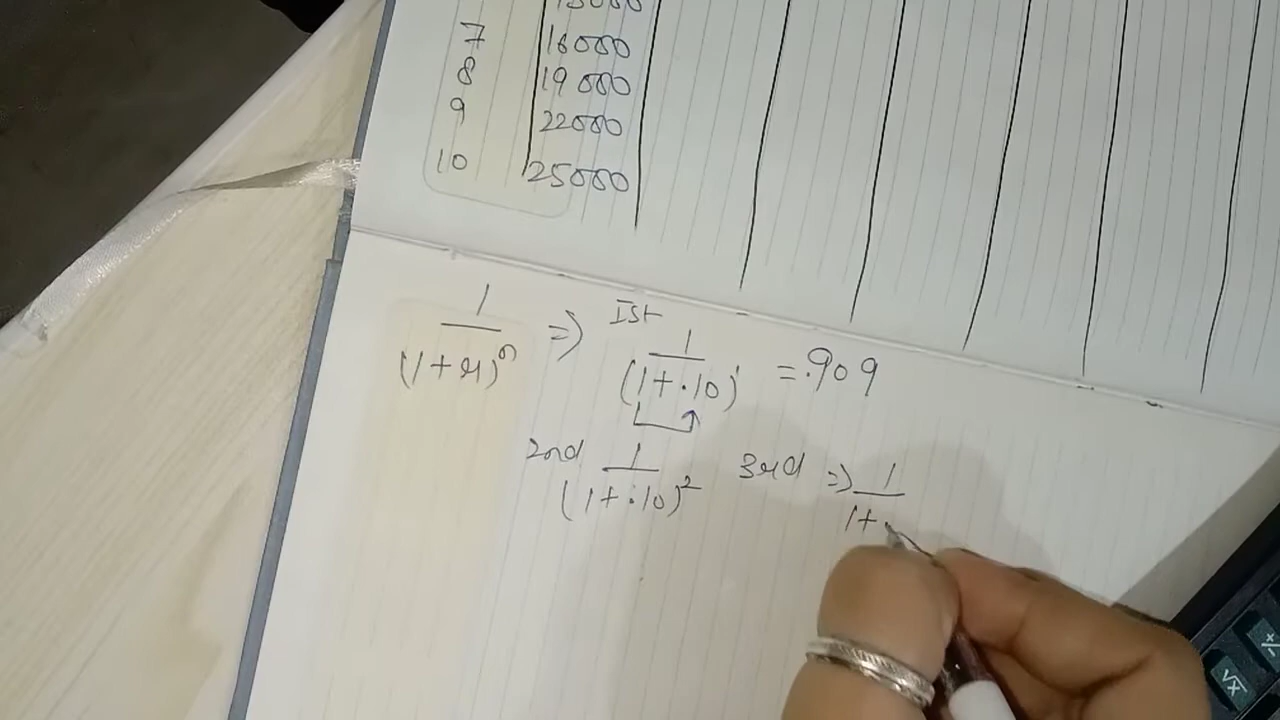 15000
7 16000
8 19000
9 22000
10 25000
1/(1+r)^n => Ist 1/(1+.10)^1 = .909
2nd 1/(1+.10)^2 3rd => 1/1+.
√x